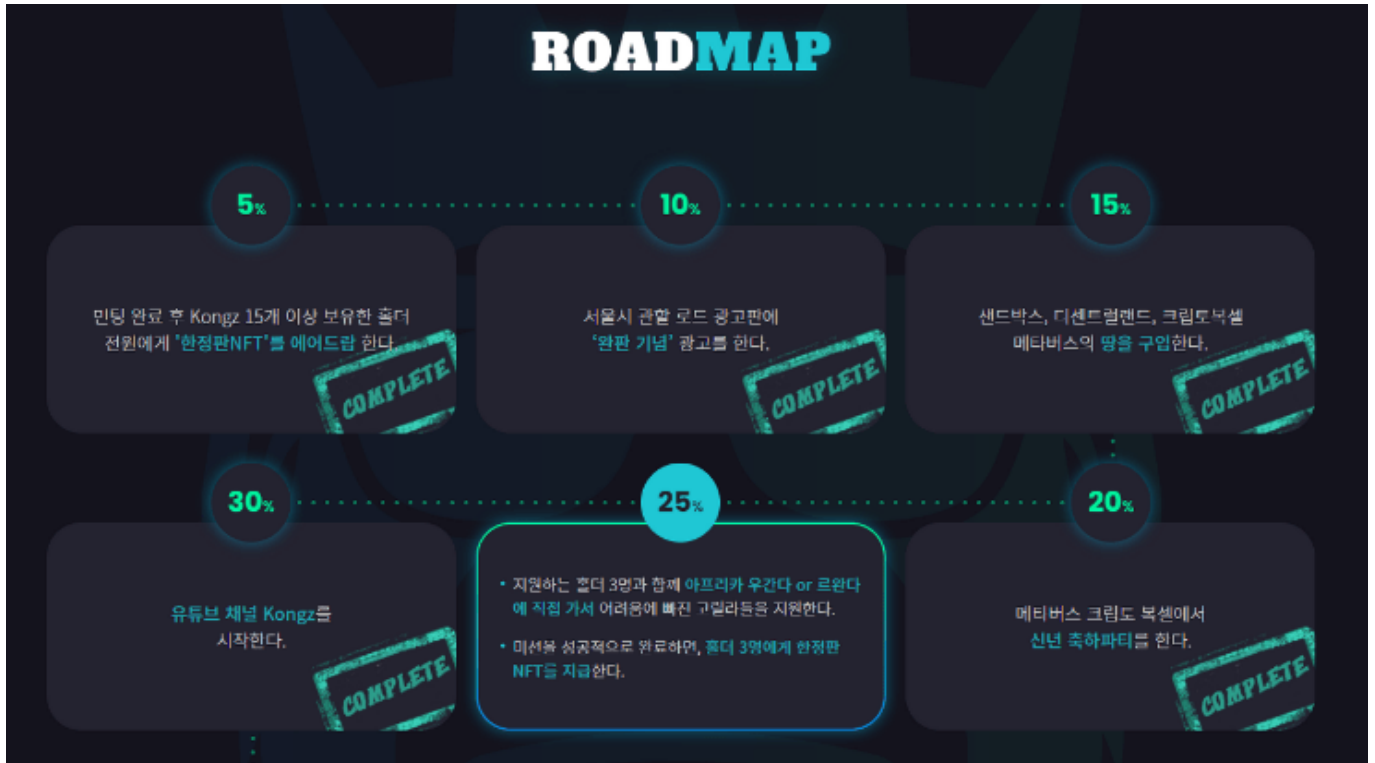 ROADMAP
5%
민팅 완료 후 Kongz 15개 이상 보유한 홀더
전원에게 '한정판NFT'를 에어드랍 한다.
COMPLETE
10%
서울시 관할 로드 광고판에
‘완판 기념’ 광고를 한다.
COMPLETE
15%
샌드박스, 디센트럴랜드, 크립토복셀
메타버스의 땅을 구입한다.
COMPLETE
20%
메타버스 크립토 복셀에서
신년 축하파티를 한다.
COMPLETE
25%
• 지원하는 홀더 3명과 함께 아프리카 우간다 or 르완다
에 직접 가서 어려움에 빠진 고릴라들을 지원한다.
• 미션을 성공적으로 완료하면, 홀더 3명에게 한정판
NFT를 지급한다.
30%
유튜브 채널 Kongz를
시작한다.
COMPLETE